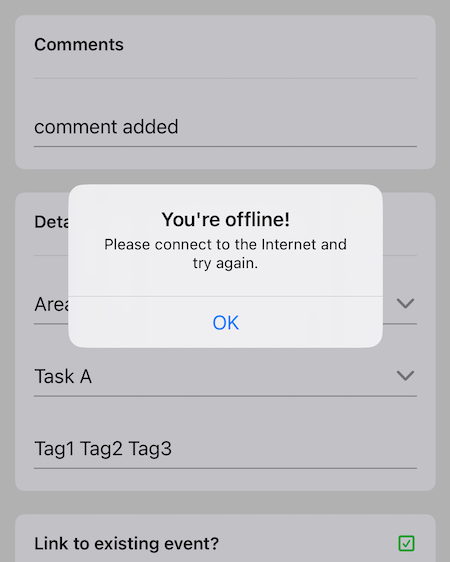 Comments
comment added
You're offline!
Please connect to the Internet and
try again.
OK
Deta
Area
Task A
Tag1 Tag2 Tag3
Link to existing event?